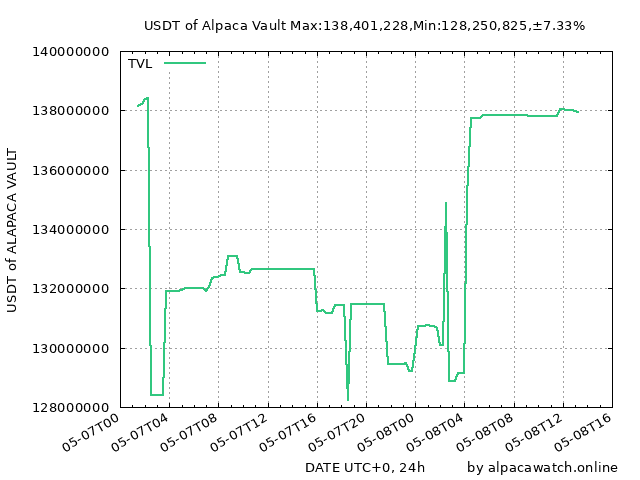 USDT of Alpaca Vault Max:138,401,228,Min:128,250,825,±7.33%
140000000
TVL
138000000
136000000
134000000
132000000
130000000
128000000
USDT of ALAPACA VAULT
05-07T00
05-07T04
05-07T08
05-07T12
05-07T16
05-07T20
05-08T00
05-08T04
05-08T08
05-08T12
05-08T16
DATE UTC+0, 24h
by alpacawatch.online